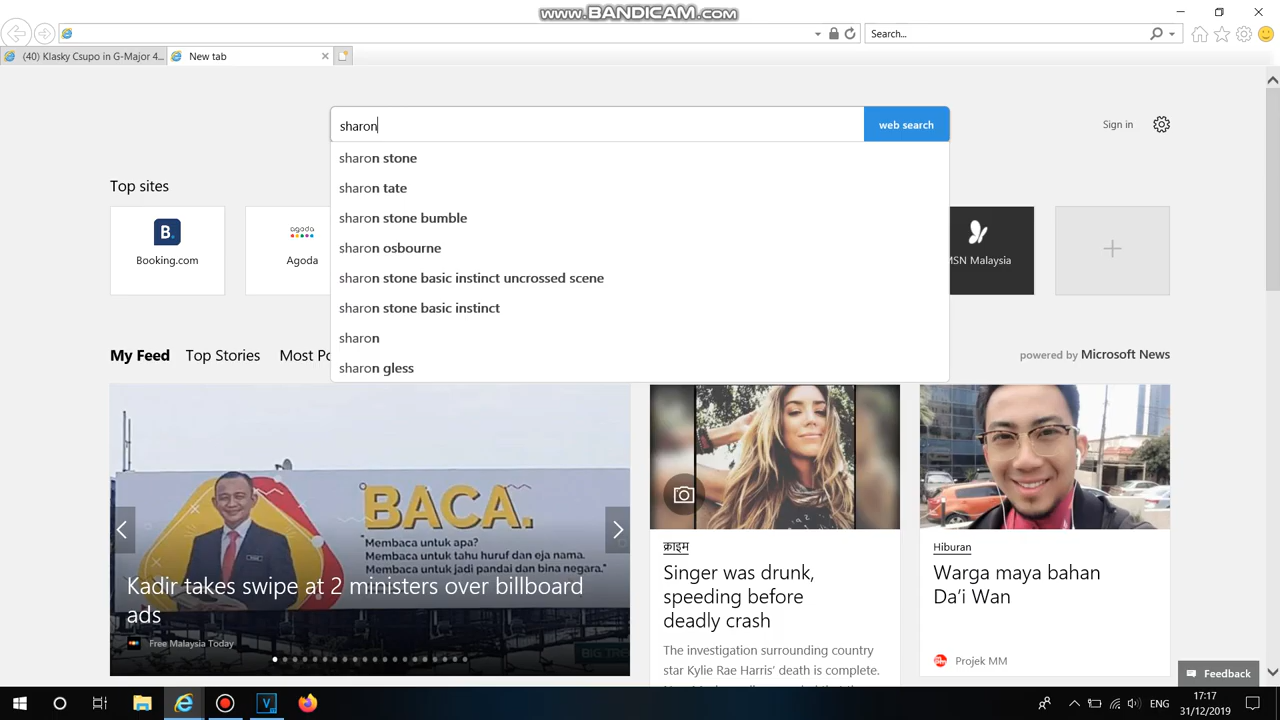 www.BANDICAM.com
Search...
(40) Klasky Csupo in G-Major 4...
New tab
sharon
web search
Sign in
sharon stone
Top sites
sharon tate
sharon stone bumble
sharon osbourne
Booking.com
Agoda
MSN Malaysia
sharon stone basic instinct uncrossed scene
sharon stone basic instinct
sharon
My Feed
Top Stories
Most Po
powered by Microsoft News
sharon gless
BACA.
Membaca untuk apa?
Membaca untuk tahu huruf dan eja nama.
Membaca untuk jadi pandai dan bina negara."
Kadir takes swipe at 2 ministers over billboard
ads
Free Malaysia Today
BIG TREE
क्राइम
Singer was drunk,
speeding before
deadly crash
The investigation surrounding country
star Kylie Rae Harris' death is complete.
Hiburan
Warga maya bahan
Da'i Wan
Projek MM
Feedback
ENG
17:17
31/12/2019